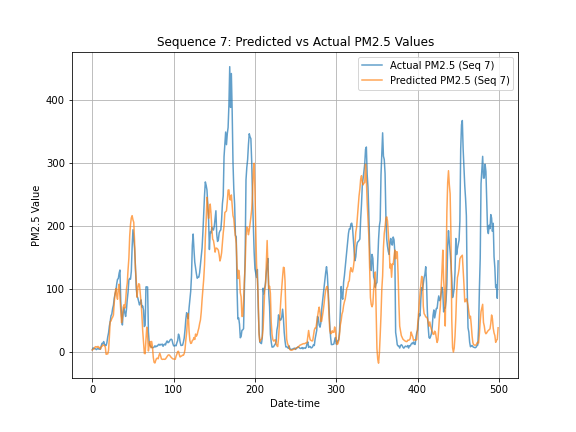 Sequence 7: Predicted vs Actual PM2.5 Values
Actual PM2.5 (Seq 7)
Predicted PM2.5 (Seq 7)
PM2.5 Value
400
300
200
100
0
0
100
200
300
400
500
Date-time